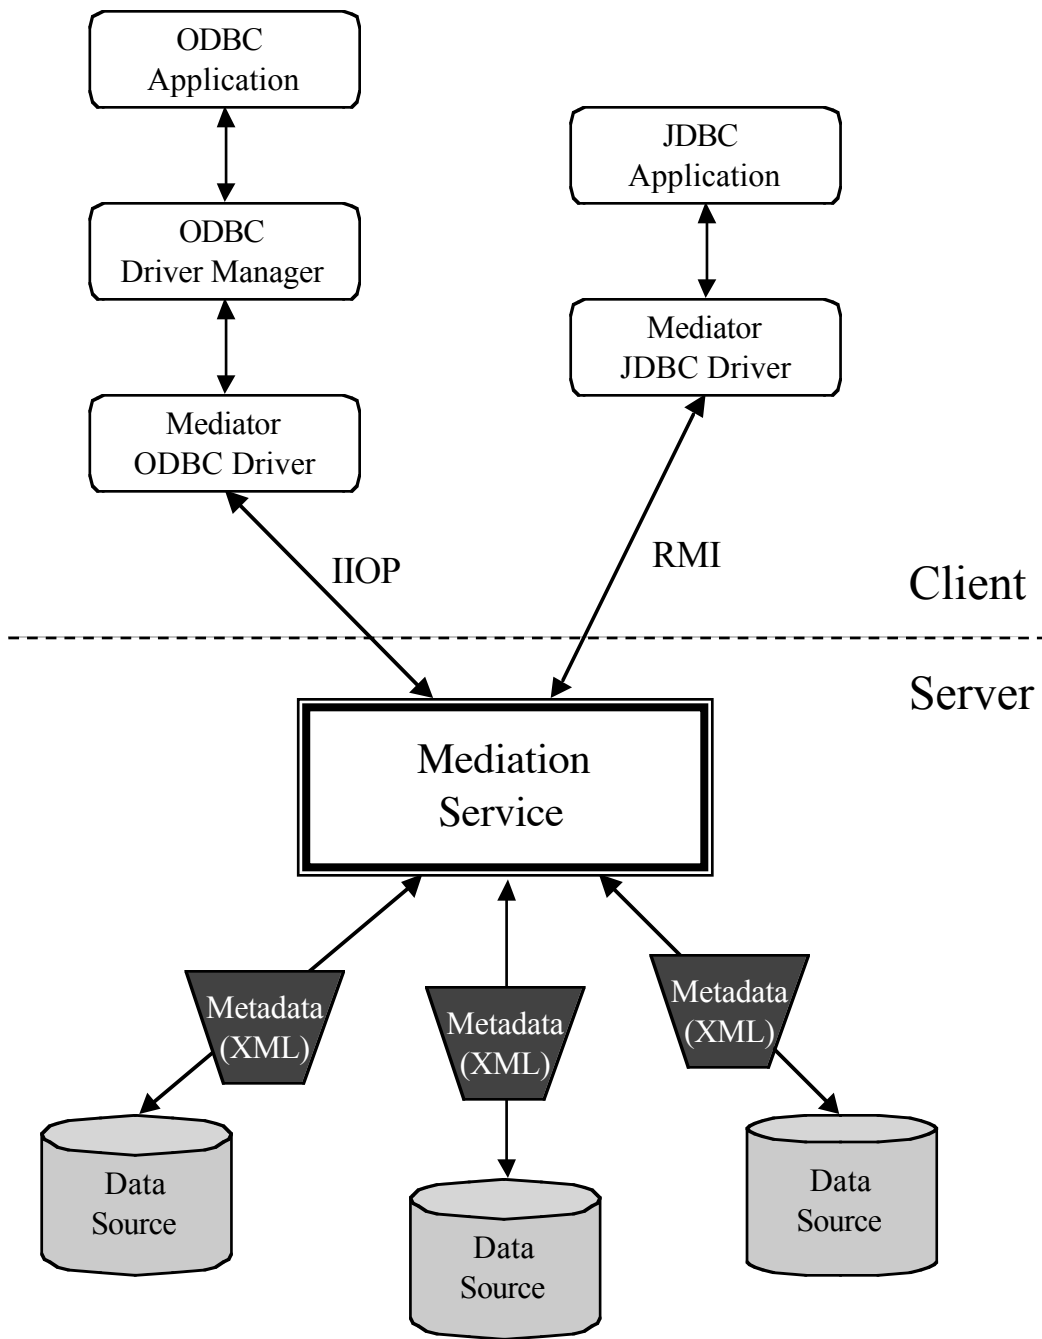 ODBC
Application
JDBC
Application
ODBC
Driver Manager
Mediator
JDBC Driver
Mediator
ODBC Driver
IIOP
RMI
Client
Server
Mediation
Service
Metadata
(XML)
Metadata
(XML)
Metadata
(XML)
Data
Source
Data
Source
Data
Source